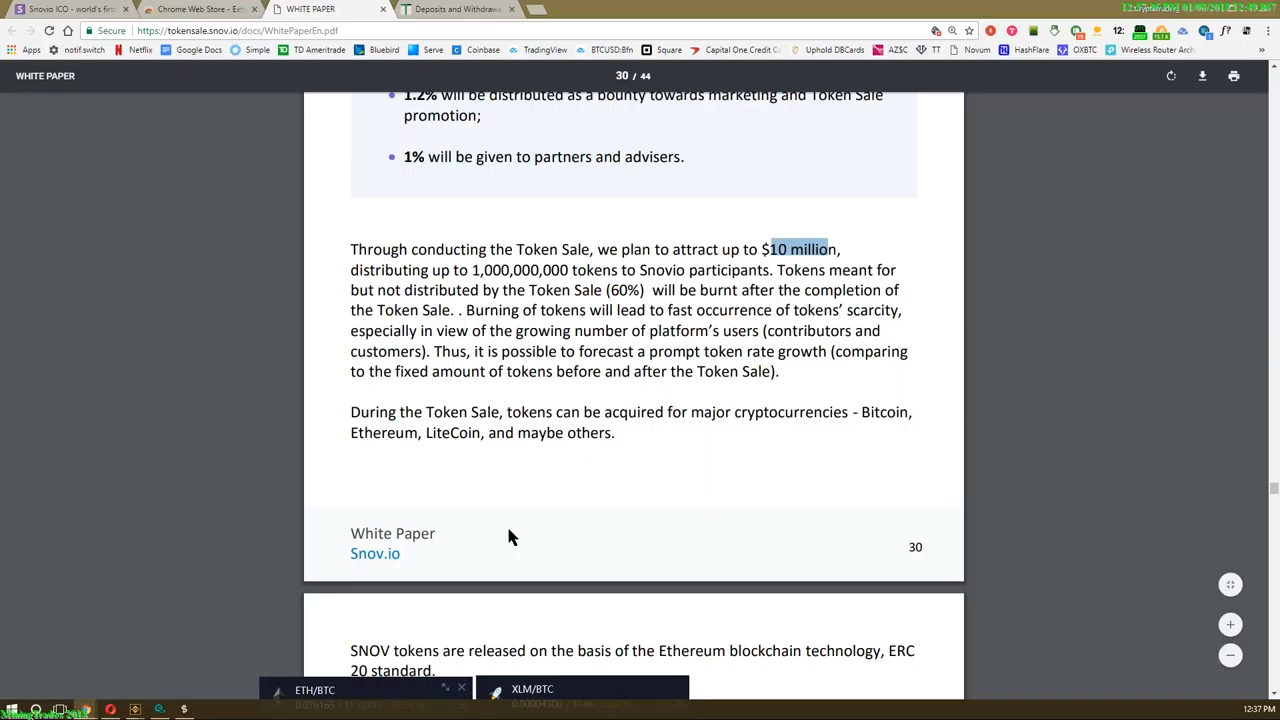 Snovio ICO - world's first
Chrome Web Store - Ext
WHITE PAPER
Deposits and Withdrawa
Secure
https://tokensale.snov.io/docs/WhitePaperEn.pdf
Apps
notif.switch
Netflix
Google Docs
Simple
TD Ameritrade
Bluebird
Serve
Coinbase
TradingView
BTCUSD:Bfn
Square
Capital One Credit
Uphold DBCards
AZ$C
TT
Novum
HashFlare
OXBTC
Wireless Router Arch
WHITE PAPER
30 / 44
1.2% will be distributed as a bounty towards marketing and Token Sale
promotion;
1% will be given to partners and advisers.
Through conducting the Token Sale, we plan to attract up to $10 million,
distributing up to 1,000,000,000 tokens to Snovio participants. Tokens meant for
but not distributed by the Token Sale (60%) will be burnt after the completion of
the Token Sale. . Burning of tokens will lead to fast occurrence of tokens' scarcity,
especially in view of the growing number of platform's users (contributors and
customers). Thus, it is possible to forecast a prompt token rate growth (comparing
to the fixed amount of tokens before and after the Token Sale).
During the Token Sale, tokens can be acquired for major cryptocurrencies - Bitcoin,
Ethereum, LiteCoin, and maybe others.
White Paper
Snov.io
30
SNOV tokens are released on the basis of the Ethereum blockchain technology, ERC
20 standard.
ETH/BTC
XLM/BTC
MiningTrades 2018
12:37 PM